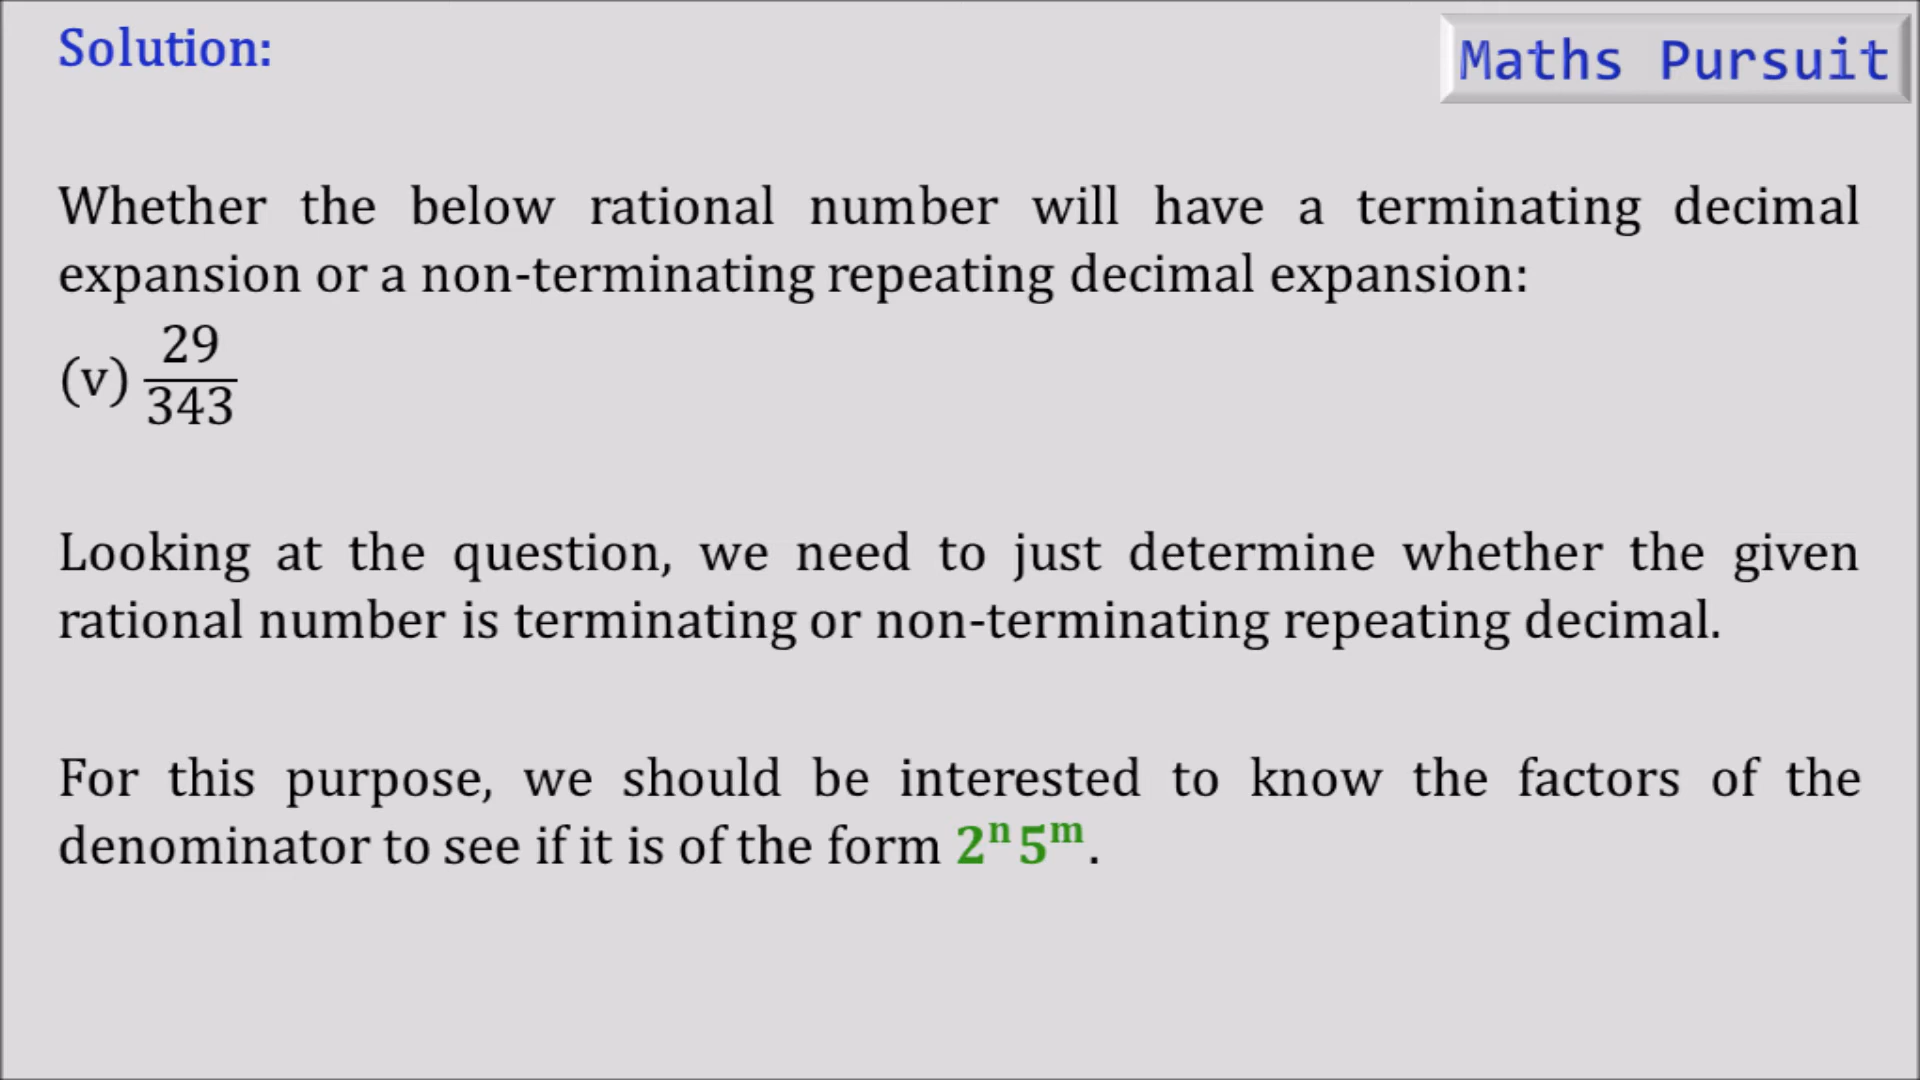 Solution:
Maths Pursuit
Whether the below rational number will have a terminating decimal
expansion or a non-terminating repeating decimal expansion:
(v) 29/343
Looking at the question, we need to just determine whether the given
rational number is terminating or non-terminating repeating decimal.
For this purpose, we should be interested to know the factors of the
denominator to see if it is of the form 2ⁿ5ᵐ.